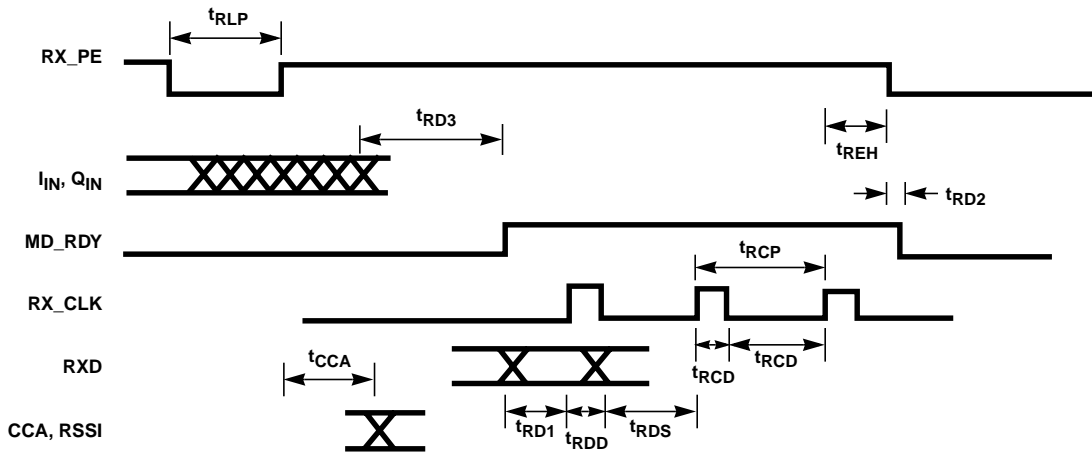 tRLP
RX_PE
tRD3
tREH
IIN, QIN
tRD2
MD_RDY
tRCP
RX_CLK
tCCA
RXD
tRCD
tRCD
tRD1
tRDD
tRDS
CCA, RSSI